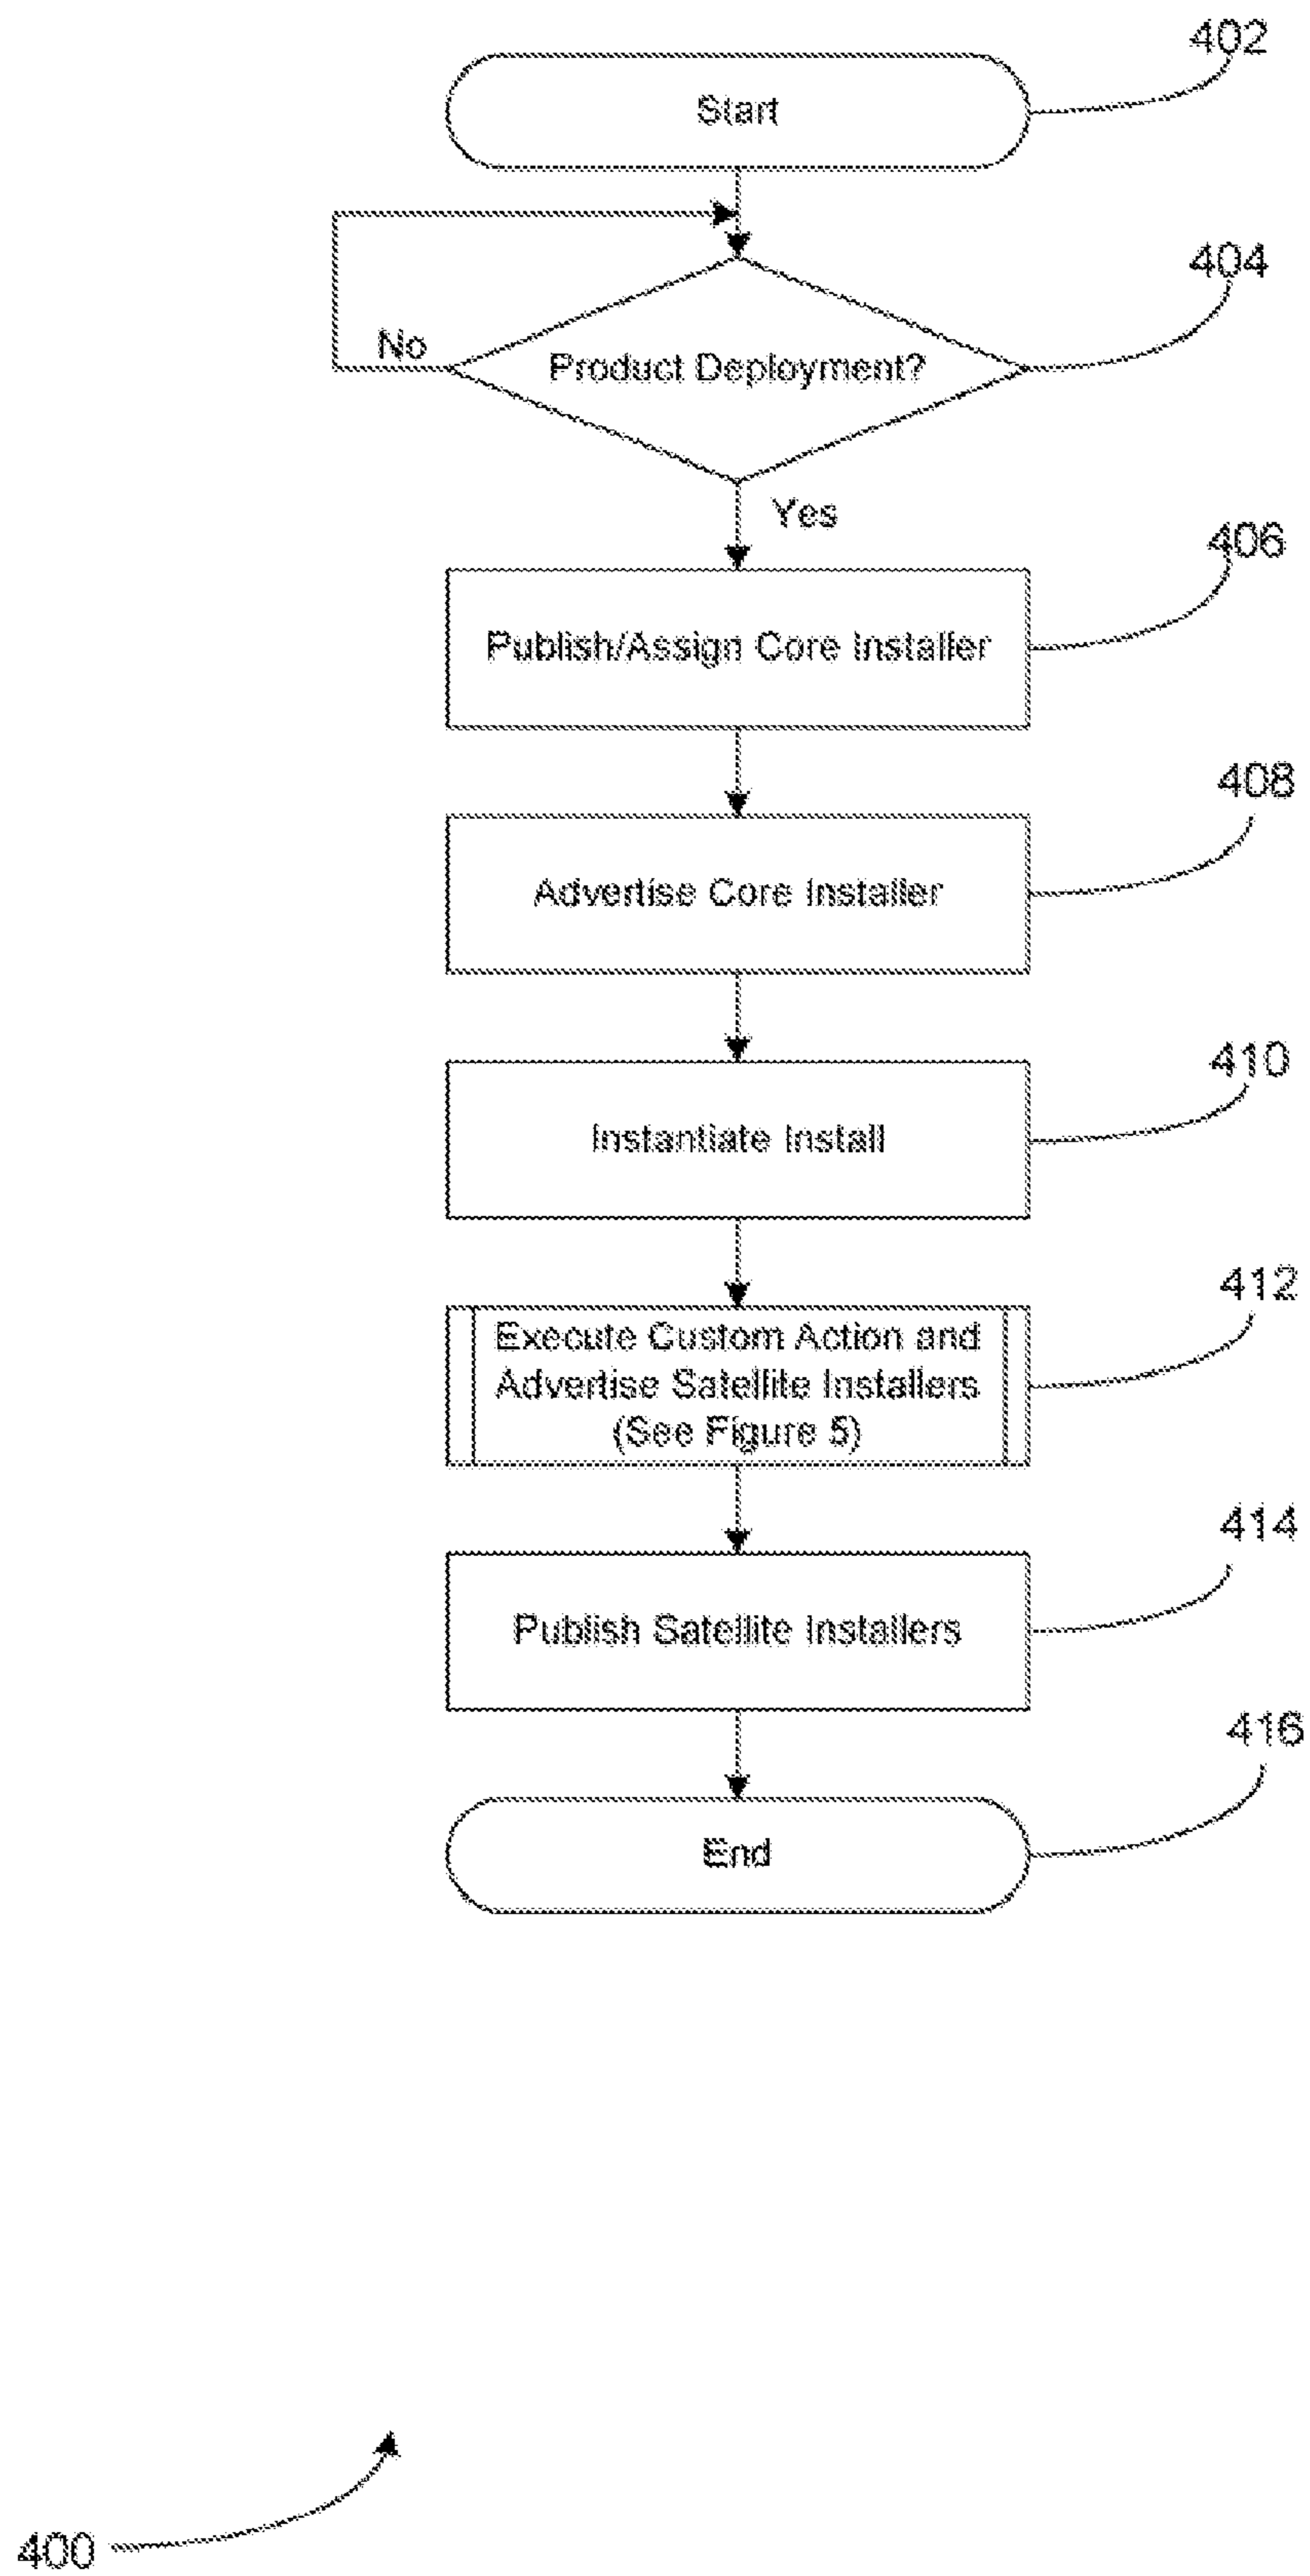 402
Start
404
No
Product Deployment?
Yes
406
Publish/Assign Core Installer
408
Advertise Core Installer
410
Instantiate Install
412
Execute Custom Action and
Advertise Satellite Installers
(See Figure 5)
414
Publish Satellite Installers
416
End
400